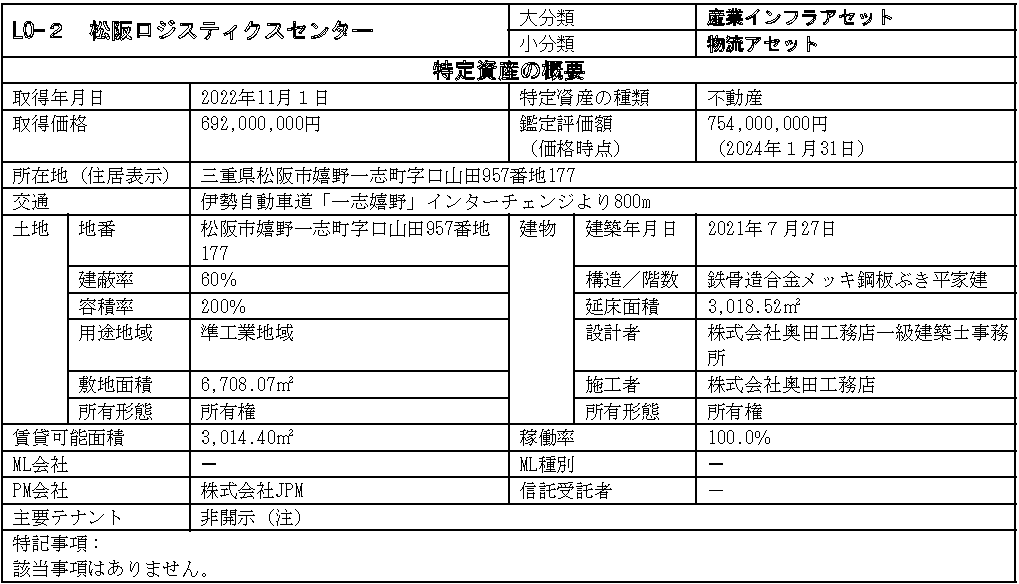 LO-2 松阪ロジスティクスセンター 大分類 産業インフラアセット
小分類 物流アセット
特定資産の概要
取得年月日 2022年11月1日 特定資産の種類 不動産
取得価格 692,000,000円 鑑定評価額 754,000,000円
（価格時点） （2024年1月31日）
所在地（住居表示） 三重県松阪市嬉野一志町字口山田957番地177
交通 伊勢自動車道「一志嬉野」インターチェンジより800m
土地 地番 松阪市嬉野一志町字口山田957番地 建物 建築年月日 2021年7月27日
177
建蔽率 60% 構造／階数 鉄骨造合金メッキ鋼板ぶき平家建
容積率 200% 延床面積 3,018.52㎡
用途地域 準工業地域 設計者 株式会社奥田工務店一級建築士事務
所
敷地面積 6,708.07㎡ 施工者 株式会社奥田工務店
所有形態 所有権 所有形態 所有権
賃貸可能面積 3,014.40㎡ 稼働率 100.0%
ML会社 － ML種別 －
PM会社 株式会社JPM 信託受託者 －
主要テナント 非開示（注）
特記事項：
該当事項はありません。